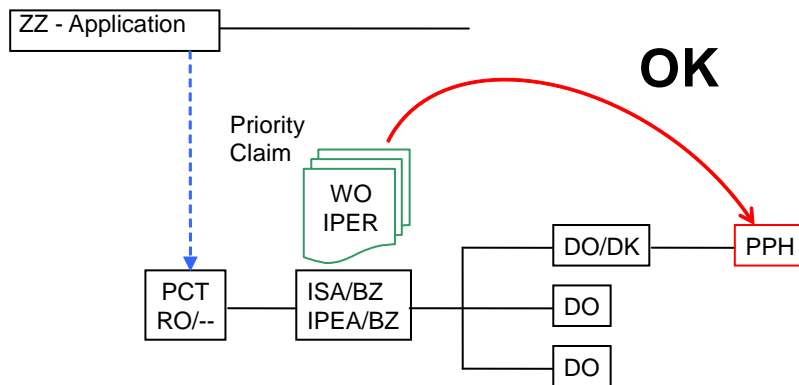 ZZ - Application
OK
Priority
Claim
WO
IPER
DO/DK
PPH
PCT
RO/--
ISA/BZ
IPEA/BZ
DO
DO